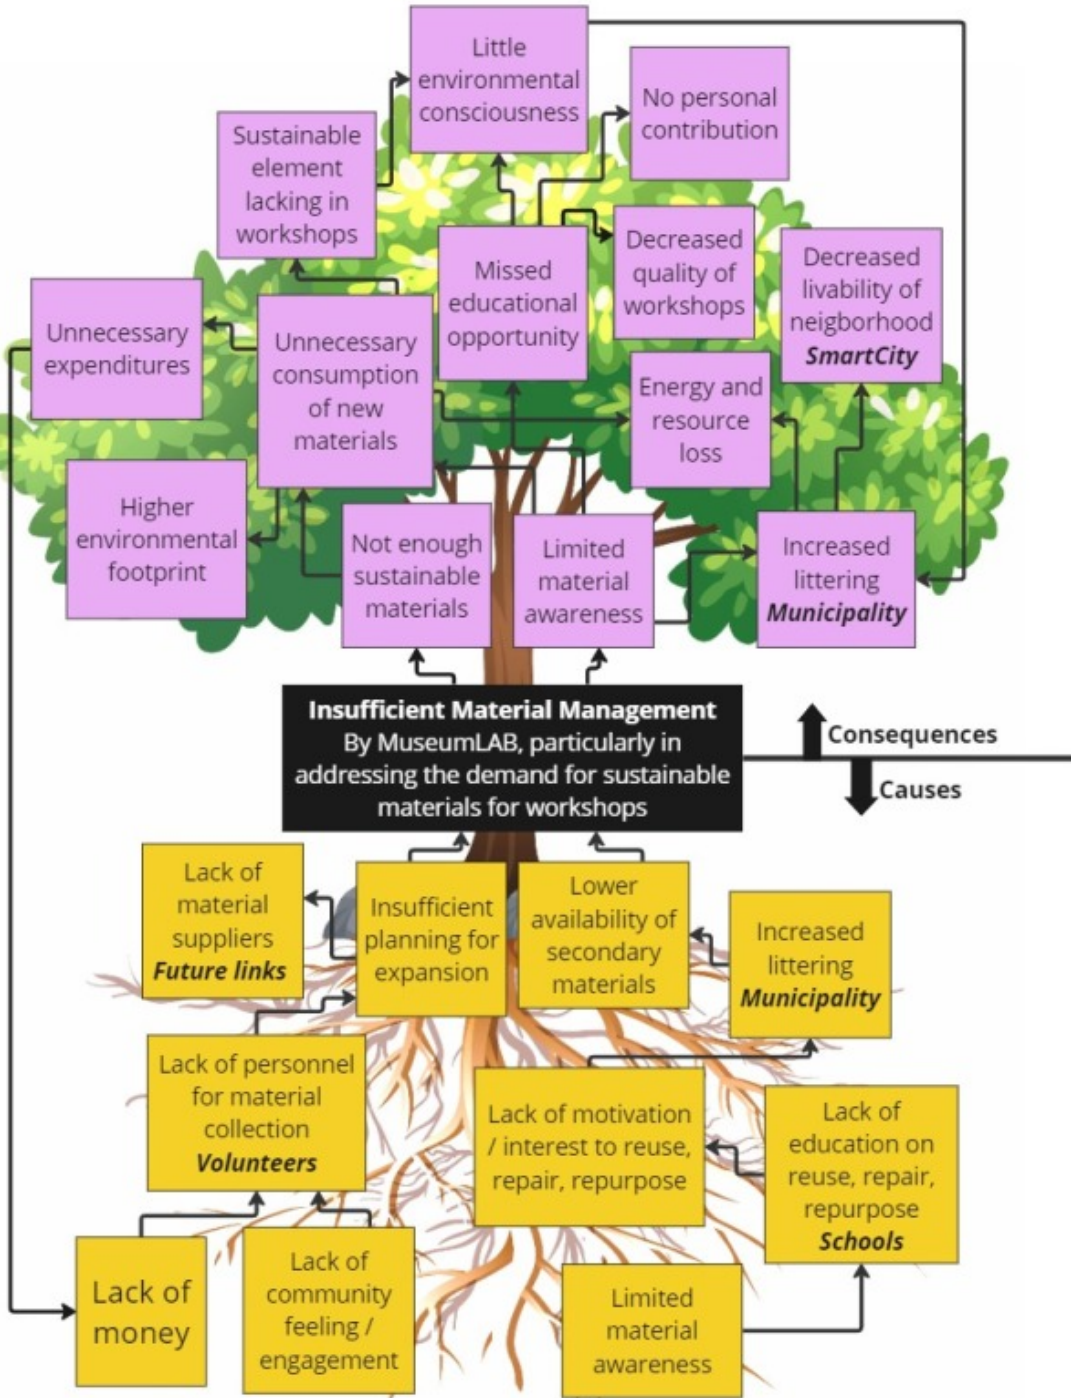 Little
environmental
consciousness
No personal
contribution
Sustainable
element
lacking in
workshops
Missed
educational
opportunity
Decreased
quality of
workshops
Decreased
livability of
neigborhood
SmartCity
Unnecessary
expenditures
Unnecessary
consumption
of new
materials
Energy and
resource
loss
Higher
environmental
footprint
Not enough
sustainable
materials
Limited
material
awareness
Increased
littering
Municipality
Insufficient Material Management
By MuseumLAB, particularly in
addressing the demand for sustainable
materials for workshops
Consequences
Causes
Lack of
material
suppliers
Future links
Insufficient
planning for
expansion
Lower
availability of
secondary
materials
Increased
littering
Municipality
Lack of personnel
for material
collection
Volunteers
Lack of motivation
/ interest to reuse,
repair, repurpose
Lack of
education on
reuse, repair,
repurpose
Schools
Lack of
money
Lack of
community
feeling /
engagement
Limited
material
awareness